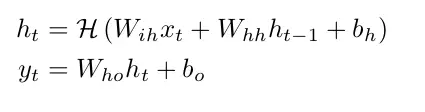 h_t = \mathcal{H} (W_{ih} x_t + W_{hh} h_{t-1} + b_h)
y_t = W_{ho} h_t + b_o